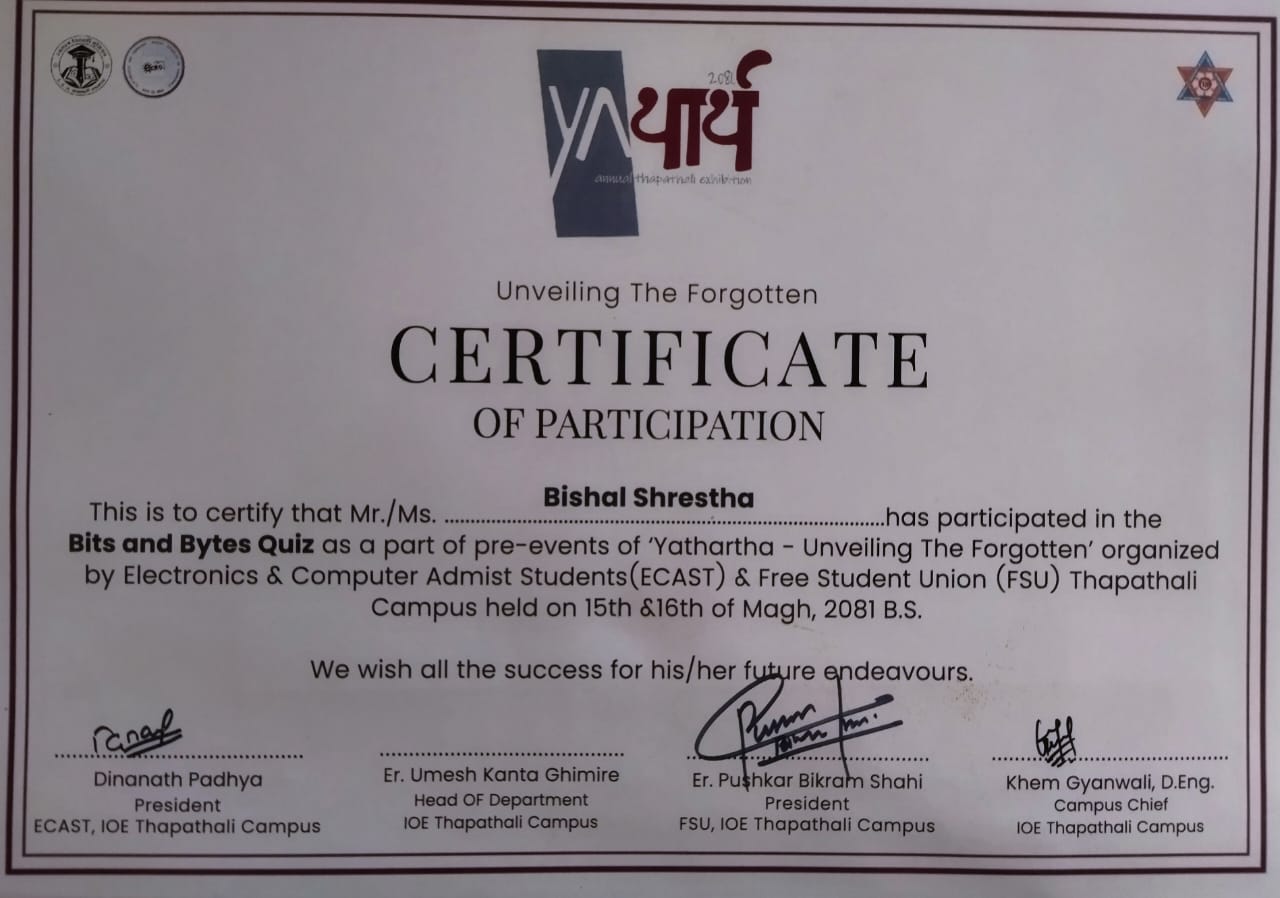 2081
yaथार्थ
annual thapathali exhibition
Unveiling The Forgotten
CERTIFICATE
OF PARTICIPATION
Bishal Shrestha
This is to certify that Mr./Ms. ........................has participated in the
Bits and Bytes Quiz as a part of pre-events of ‘Yathartha - Unveiling The Forgotten’ organized
by Electronics & Computer Admist Students(ECAST) & Free Student Union (FSU) Thapathali
Campus held on 15th &16th of Magh, 2081 B.S.
We wish all the success for his/her future endeavours.
Dinanath Padhya
President
ECAST, IOE Thapathali Campus
Er. Umesh Kanta Ghimire
Head OF Department
IOE Thapathali Campus
Er. Pushkar Bikram Shahi
President
FSU, IOE Thapathali Campus
Khem Gyanwali, D.Eng.
Campus Chief
IOE Thapathali Campus